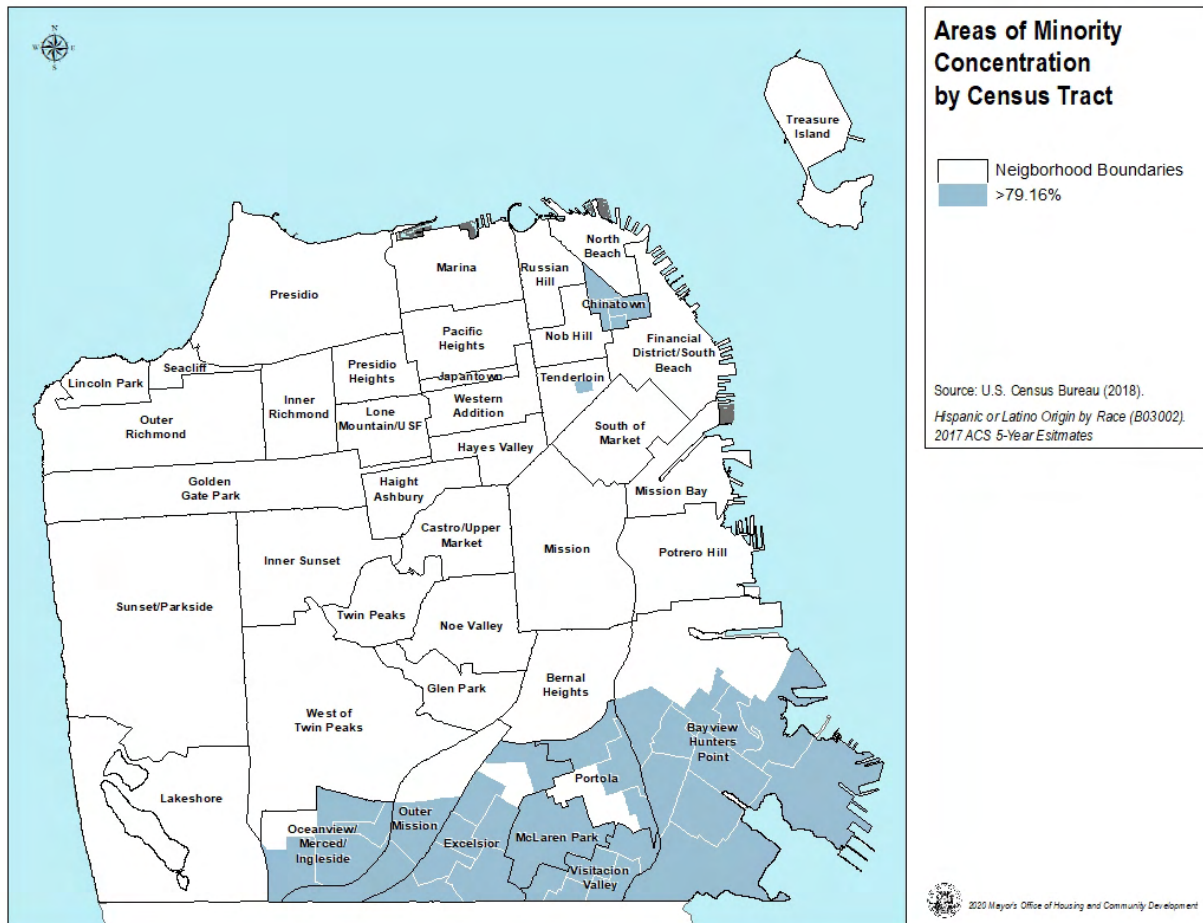 Areas of Minority
Concentration
by Census Tract
Neigborhood Boundaries
>79.16%
Source: U.S. Census Bureau (2018).
Hispanic or Latino Origin by Race (B03002).
2017 ACS 5-Year Esitmates
N
W
E
S
Treasure
Island
North
Beach
Marina
Russian
Hill
Presidio
Chinatown
Pacific
Heights
Nob Hill
Financial
District/South
Beach
Seacliff
Lincoln Park
Presidio
Heights
Japantown
Tenderloin
Inner
Richmond
Western
Addition
Outer
Richmond
Lone
Mountain/USF
South of
Market
Hayes Valley
Golden
Gate Park
Haight
Ashbury
Mission Bay
Castro/Upper
Market
Mission
Potrero Hill
Inner Sunset
Sunset/Parkside
Twin Peaks
Noe Valley
Glen Park
Bernal
Heights
West of
Twin Peaks
Bayview
Hunters
Point
Portola
Lakeshore
Oceanview/
Merced/
Ingleside
Outer
Mission
Excelsior
McLaren Park
Visitacion
Valley
2020 Mayor's Office of Housing and Community Development